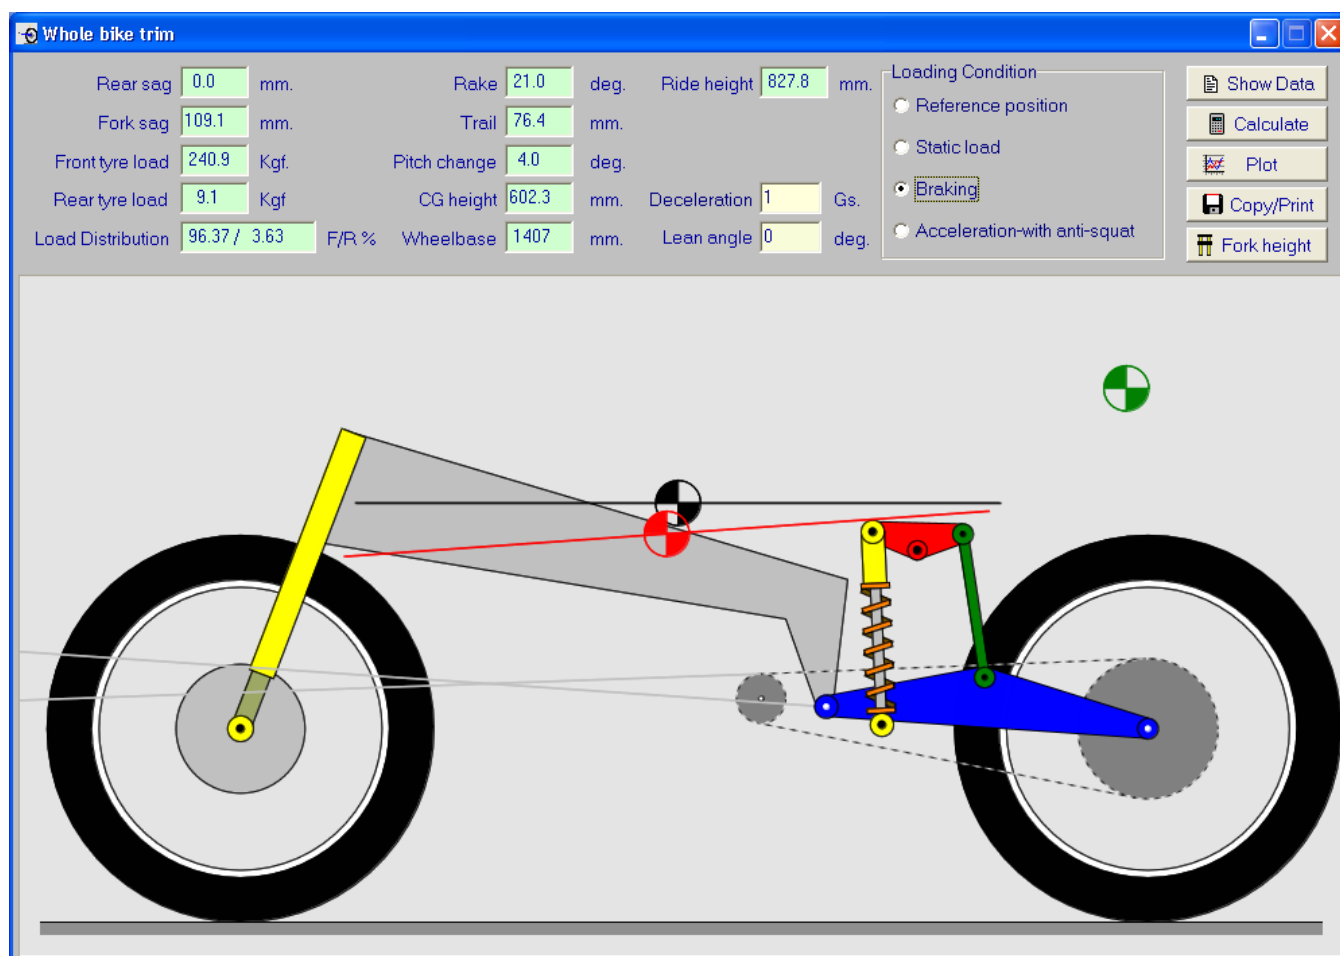 Whole bike trim
Rear sag 0.0 mm. Rake 21.0 deg. Ride height 827.8 mm. Loading Condition Show Data
Reference position
Fork sag 109.1 mm. Trail 76.4 mm. Calculate
Static load
Front tyre load 240.9 Kgf. Pitch change 4.0 deg. Plot
Braking
Rear tyre load 9.1 Kgf CG height 602.3 mm. Deceleration 1 Gs. Copy/Print
Load Distribution 96.37 / 3.63 F/R % Wheelbase 1407 mm. Lean angle 0 deg. Acceleration-with anti-squat Fork height